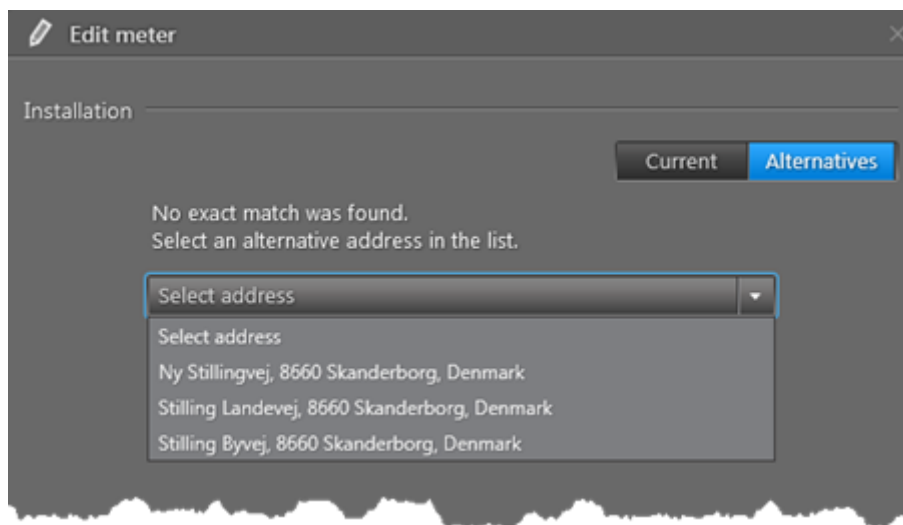 Edit meter
Installation
Current Alternatives
No exact match was found.
Select an alternative address in the list.
Select address
Select address
Ny Stillingvej, 8660 Skanderborg, Denmark
Stilling Landevej, 8660 Skanderborg, Denmark
Stilling Byvej, 8660 Skanderborg, Denmark